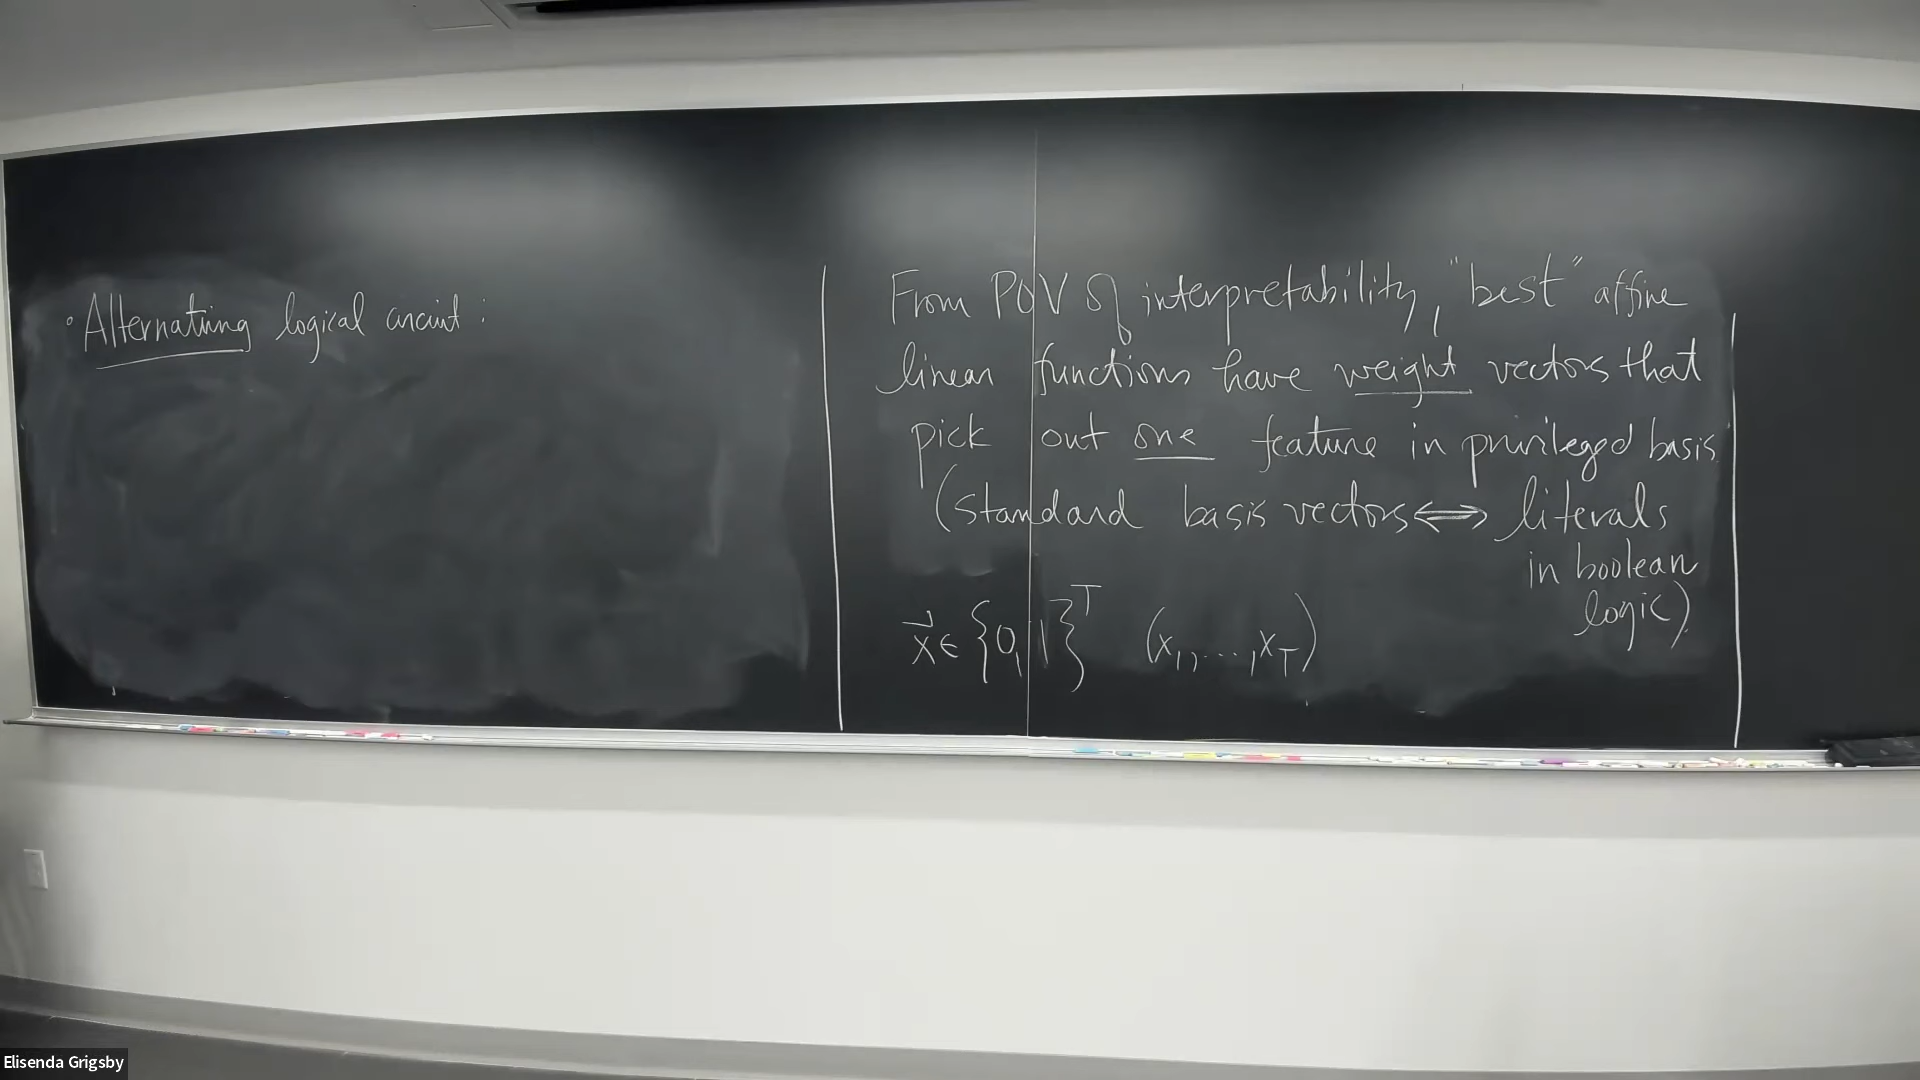 • Alternating logical circuit :
From POV of interpretability, "best" affine
linear functions have weight vectors that
pick out one feature in privileged basis
(standard basis vectors ⟺ literals
in boolean
logic).
x⃗ ∈ {0,1}^T (x₁,...,x_T)
Elisenda Grigsby